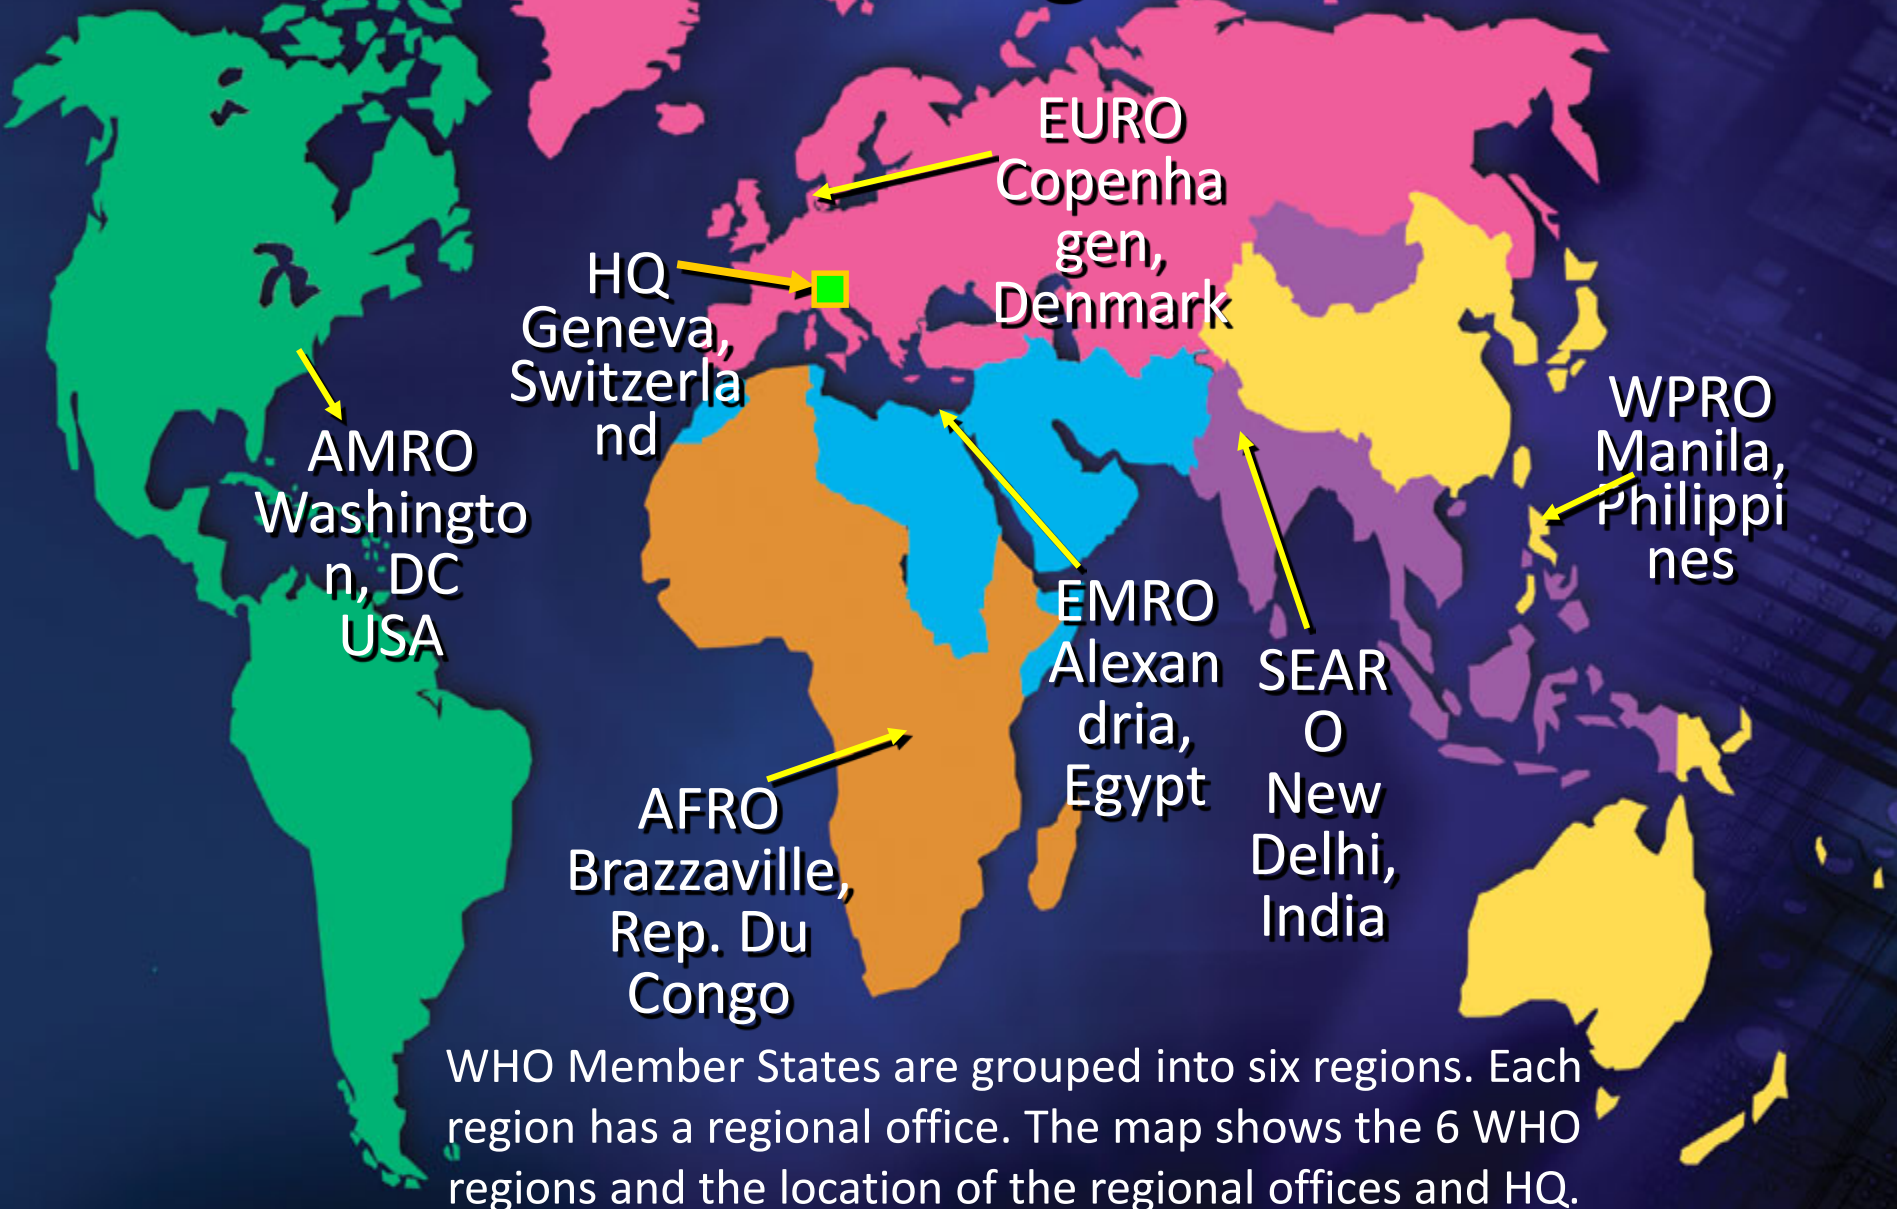 EURO
Copenha
gen,
Denmark
HQ
Geneva,
Switzerla
nd
AMRO
Washingto
n, DC
USA
WPRO
Manila,
Philippi
nes
EMRO
Alexan
dria,
Egypt
SEAR
O
New
Delhi,
India
AFRO
Brazzaville,
Rep. Du
Congo
WHO Member States are grouped into six regions. Each
region has a regional office. The map shows the 6 WHO
regions and the location of the regional offices and HQ.